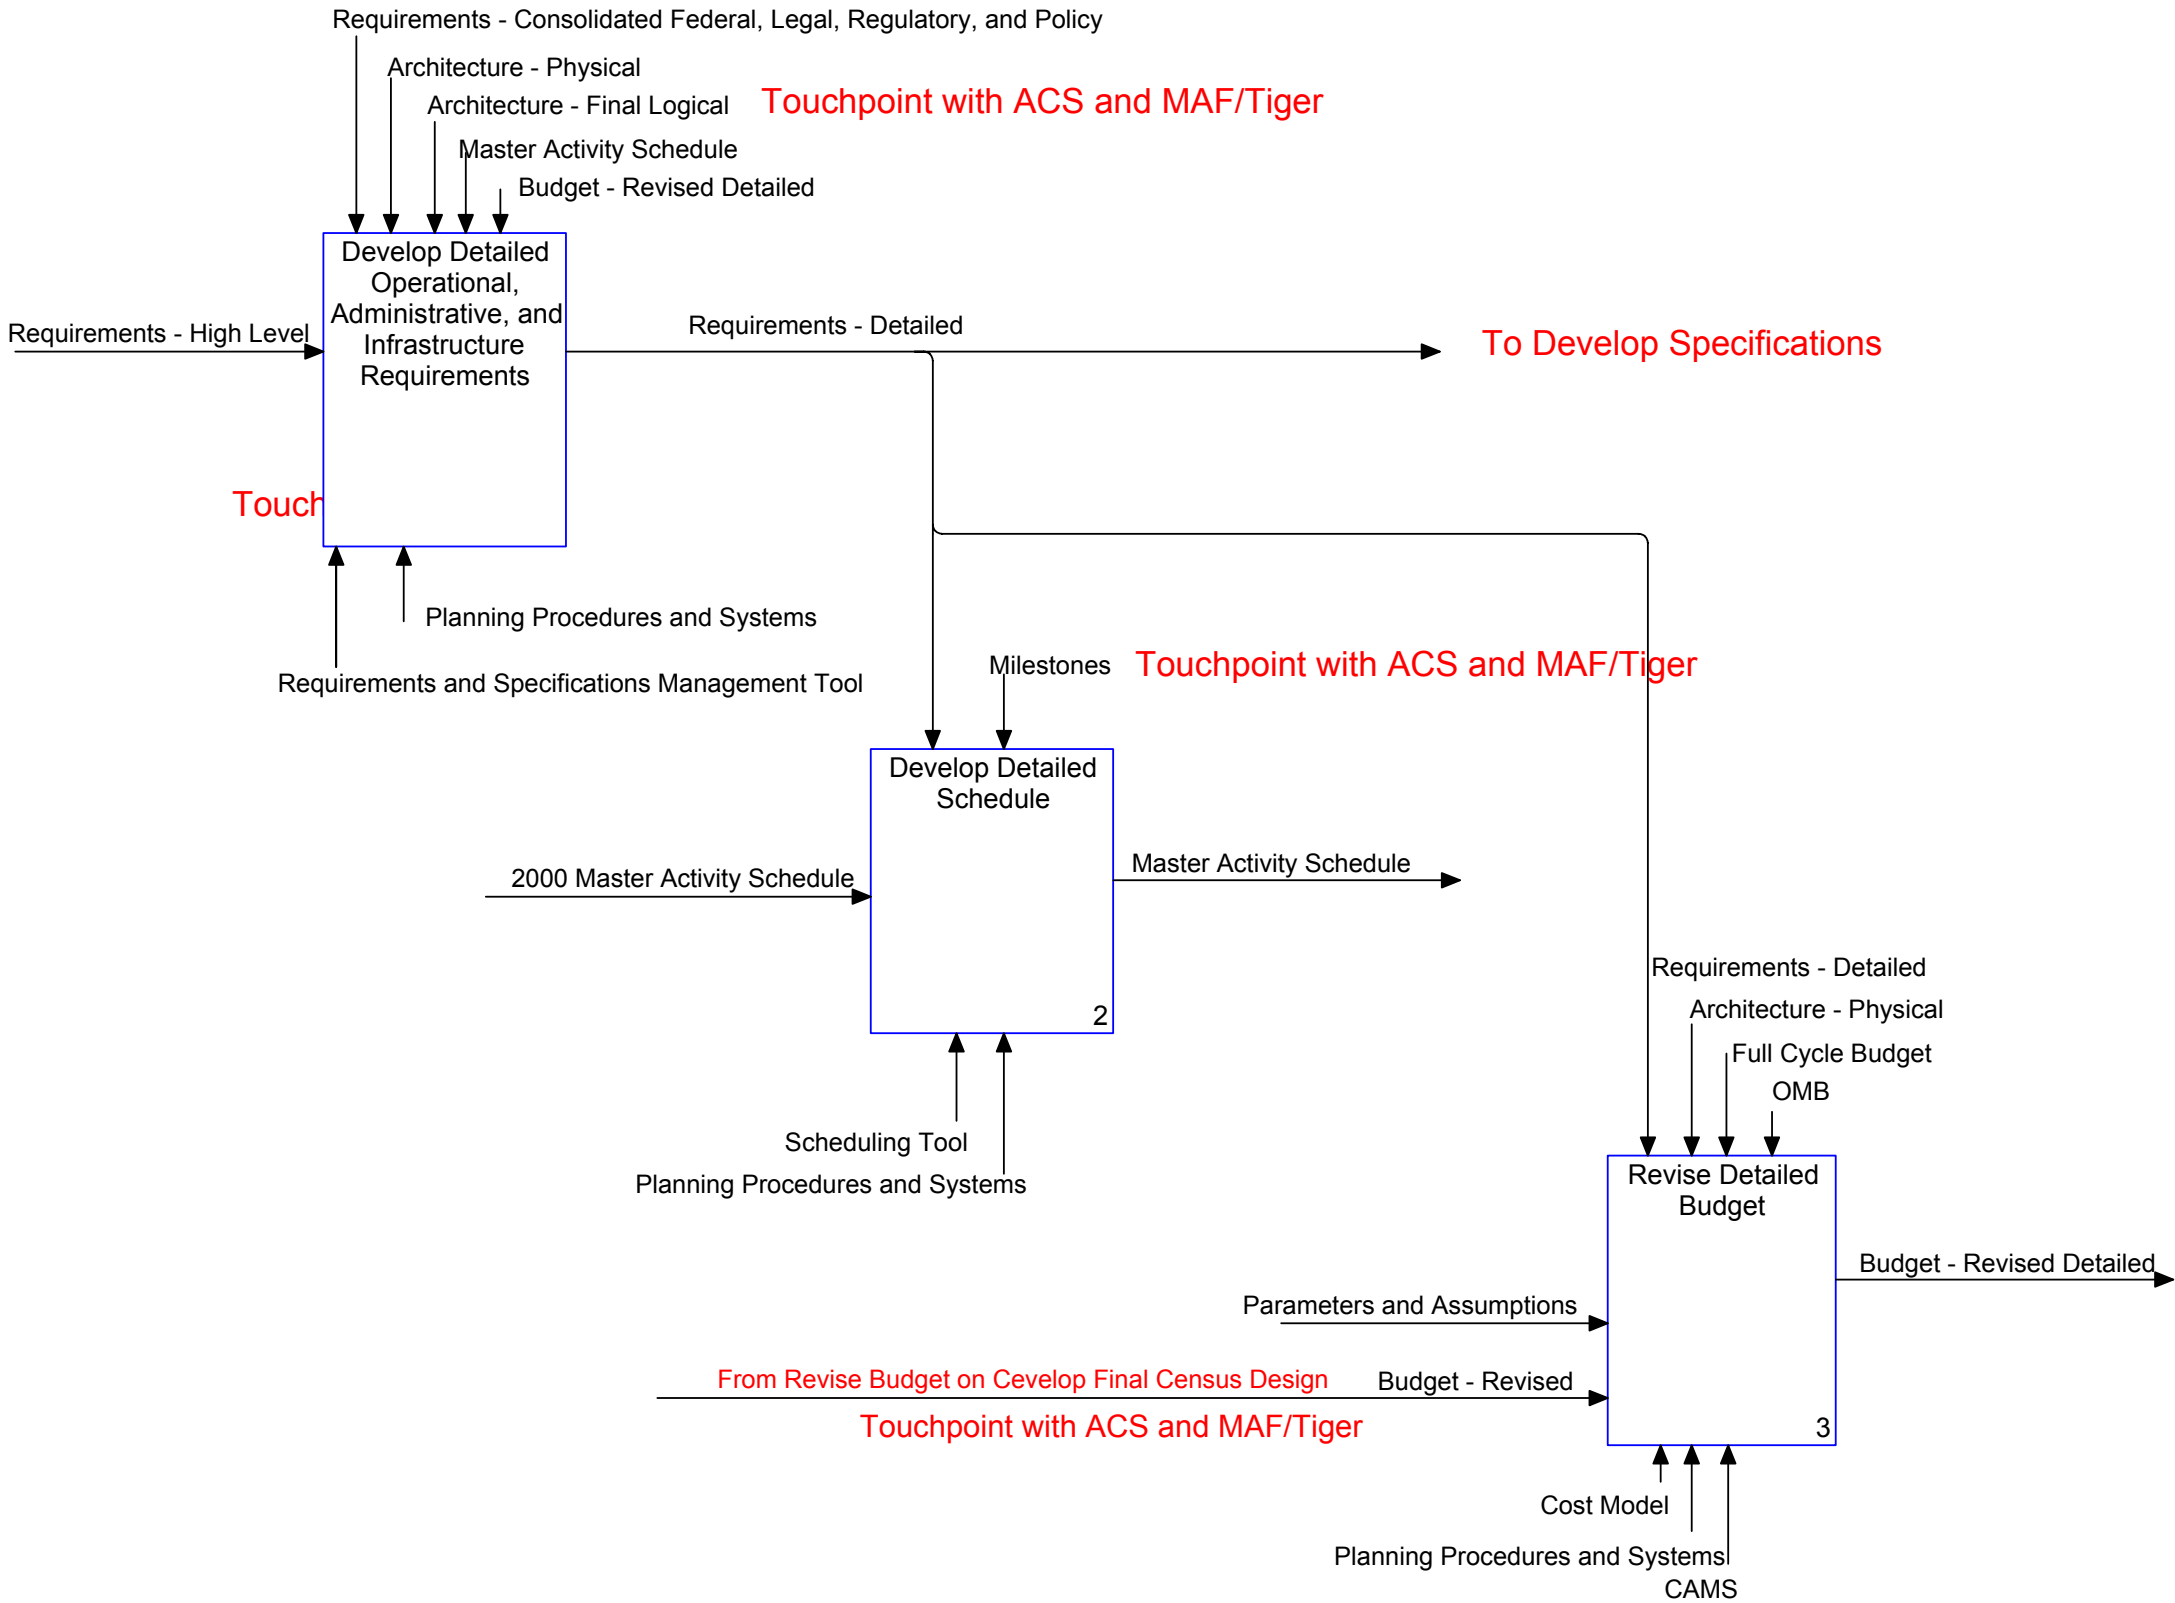 Requirements - Consolidated Federal, Legal, Regulatory, and Policy
Architecture - Physical
Architecture - Final Logical
Touchpoint with ACS and MAF/Tiger
Master Activity Schedule
Budget - Revised Detailed
Develop Detailed
Operational,
Administrative, and
Infrastructure
Requirements
Requirements - High Level
Requirements - Detailed
To Develop Specifications
Touch
Planning Procedures and Systems
Requirements and Specifications Management Tool
Milestones
Touchpoint with ACS and MAF/Tiger
Develop Detailed
Schedule
2000 Master Activity Schedule
Master Activity Schedule
2
Scheduling Tool
Planning Procedures and Systems
Requirements - Detailed
Architecture - Physical
Full Cycle Budget
OMB
Revise Detailed
Budget
Budget - Revised Detailed
Parameters and Assumptions
From Revise Budget on Cevelop Final Census Design
Budget - Revised
Touchpoint with ACS and MAF/Tiger
3
Cost Model
Planning Procedures and Systems
CAMS